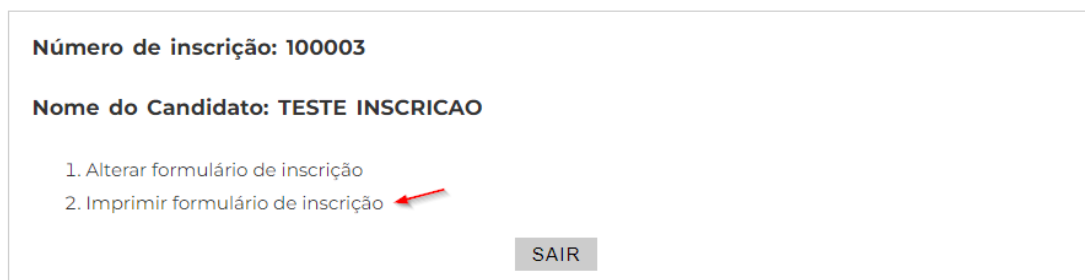 Número de inscrição: 100003
Nome do Candidato: TESTE INSCRICAO
1. Alterar formulário de inscrição
2. Imprimir formulário de inscrição
SAIR